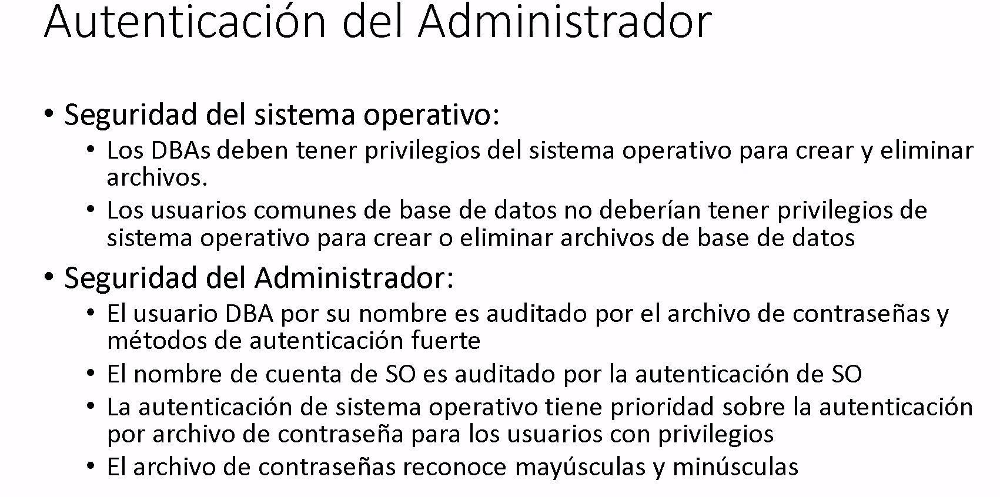 Autenticación del Administrador
• Seguridad del sistema operativo:
• Los DBAs deben tener privilegios del sistema operativo para crear y eliminar
archivos.
• Los usuarios comunes de base de datos no deberían tener privilegios de
sistema operativo para crear o eliminar archivos de base de datos
• Seguridad del Administrador:
• El usuario DBA por su nombre es auditado por el archivo de contraseñas y
métodos de autenticación fuerte
• El nombre de cuenta de SO es auditado por la autenticación de SO
• La autenticación de sistema operativo tiene prioridad sobre la autenticación
por archivo de contraseña para los usuarios con privilegios
• El archivo de contraseñas reconoce mayúsculas y minúsculas